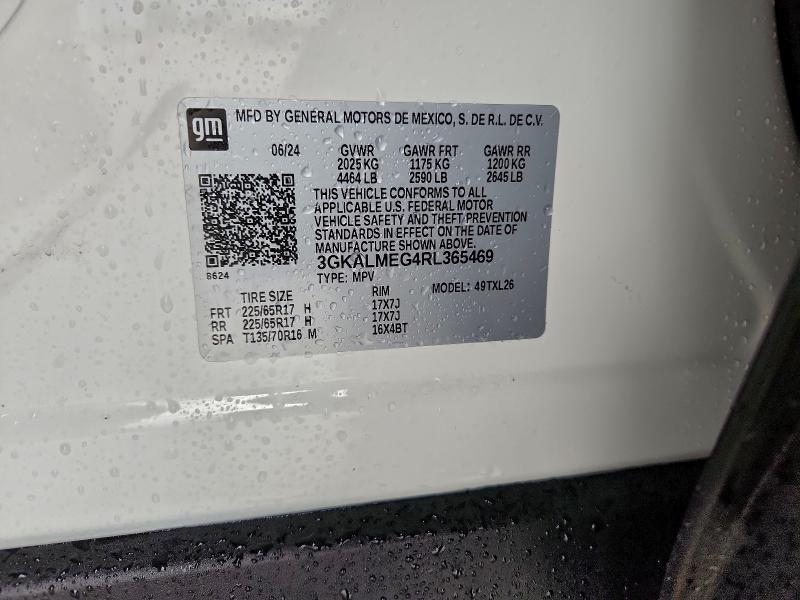 gm
MFD BY GENERAL MOTORS DE MEXICO, S. DE R.L. DE C.V.
06/24 GVWR GAWR FRT GAWR RR
2025 KG 1175 KG 1200 KG
4464 LB 2590 LB 2645 LB
THIS VEHICLE CONFORMS TO ALL
APPLICABLE U.S. FEDERAL MOTOR
VEHICLE SAFETY AND THEFT PREVENTION
STANDARDS IN EFFECT ON THE DATE OF
MANUFACTURE SHOWN ABOVE.
3GKALMEG4RL365469
8624
TYPE: MPV
TIRE SIZE RIM MODEL: 49TXL26
FRT 225/65R17 H 17X7J
RR 225/65R17 H 17X7J
SPA T135/70R16 M 16X4BT